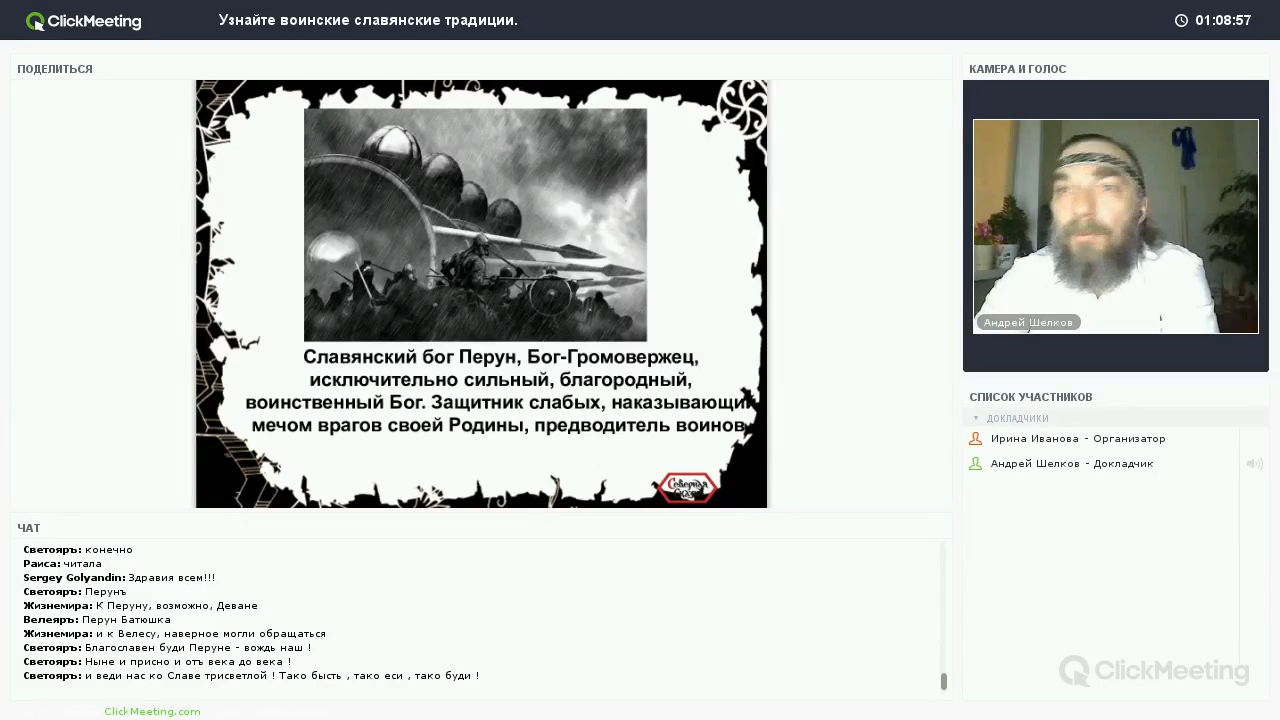 ClickMeeting
Узнайте воинские славянские традиции.
01:08:57
ПОДЕЛИТЬСЯ
Славянский бог Перун, Бог-Громовержец,
исключительно сильный, благородный,
воинственный Бог. Защитник слабых, наказывающий
мечом врагов своей Родины, предводитель воинов
Северная
ЧАТ
Светояръ: конечно
Раиса: читала
Sergey Golyandin: Здравия всем!!!
Светояръ: Перунъ
Жизнемира: К Перуну, возможно, Деване
Велеяръ: Перун Батюшка
Жизнемира: и к Велесу, наверное могли обращаться
Светояръ: Благославен буди Перуне - вождь наш !
Светояръ: Ныне и присно и отъ века до века !
Светояръ: и веди нас ко Славе трисветлой ! Тако бысть , тако еси , тако буди !
ClickMeeting.com
КАМЕРА И ГОЛОС
Андрей Шелков
СПИСОК УЧАСТНИКОВ
ДОКЛАДЧИКИ
Ирина Иванова - Организатор
Андрей Шелков - Докладчик
ClickMeeting